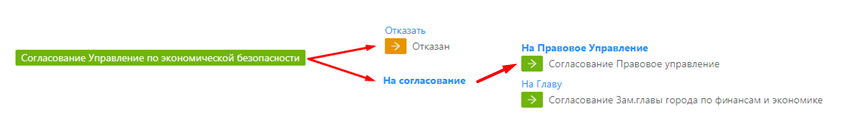 Отказать
Отказан
Согласование Управление по экономической безопасности
На согласование
На Правовое Управление
Согласование Правовое управление
На Главу
Согласование Зам.главы города по финансам и экономике